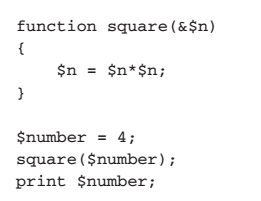 function square(&$n)
{
    $n = $n*$n;
}

$number = 4;
square($number);
print $number;